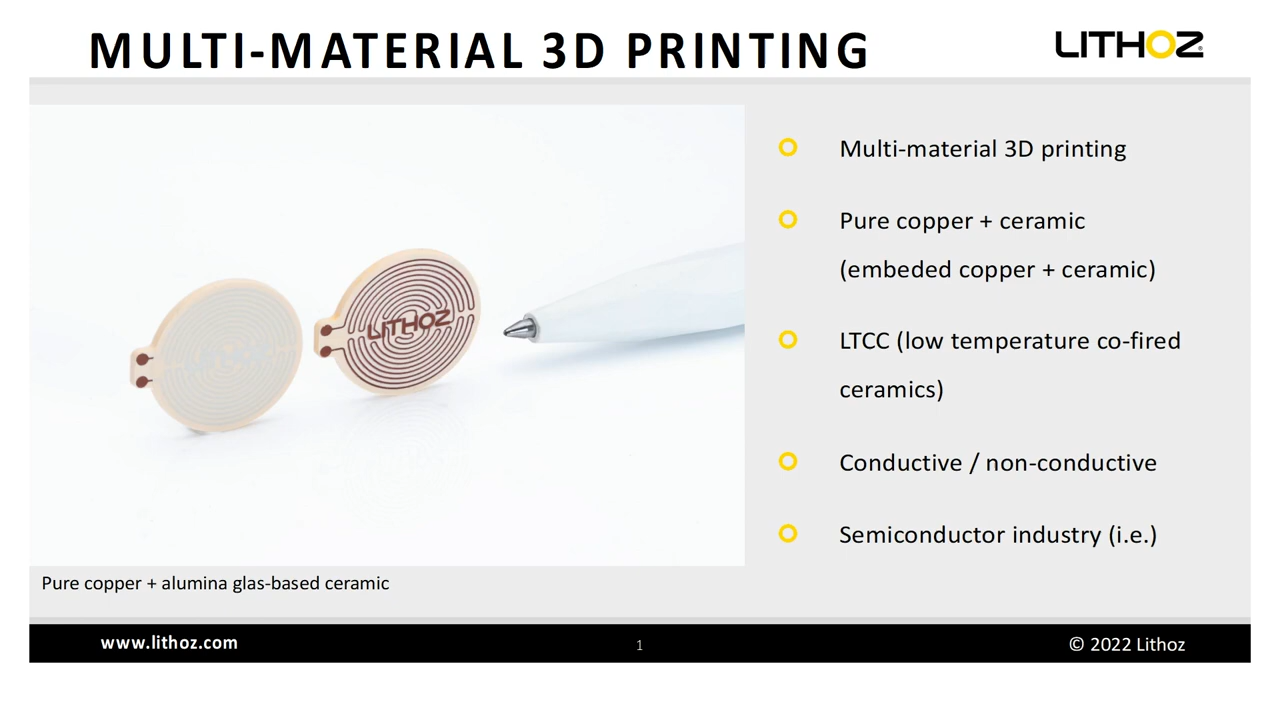 MULTI-MATERIAL 3D PRINTING
LITHOZ®
LITHOZ
Multi-material 3D printing
Pure copper + ceramic
(embeded copper + ceramic)
LTCC (low temperature co-fired
ceramics)
Conductive / non-conductive
Semiconductor industry (i.e.)
Pure copper + alumina glas-based ceramic
www.lithoz.com
1
© 2022 Lithoz